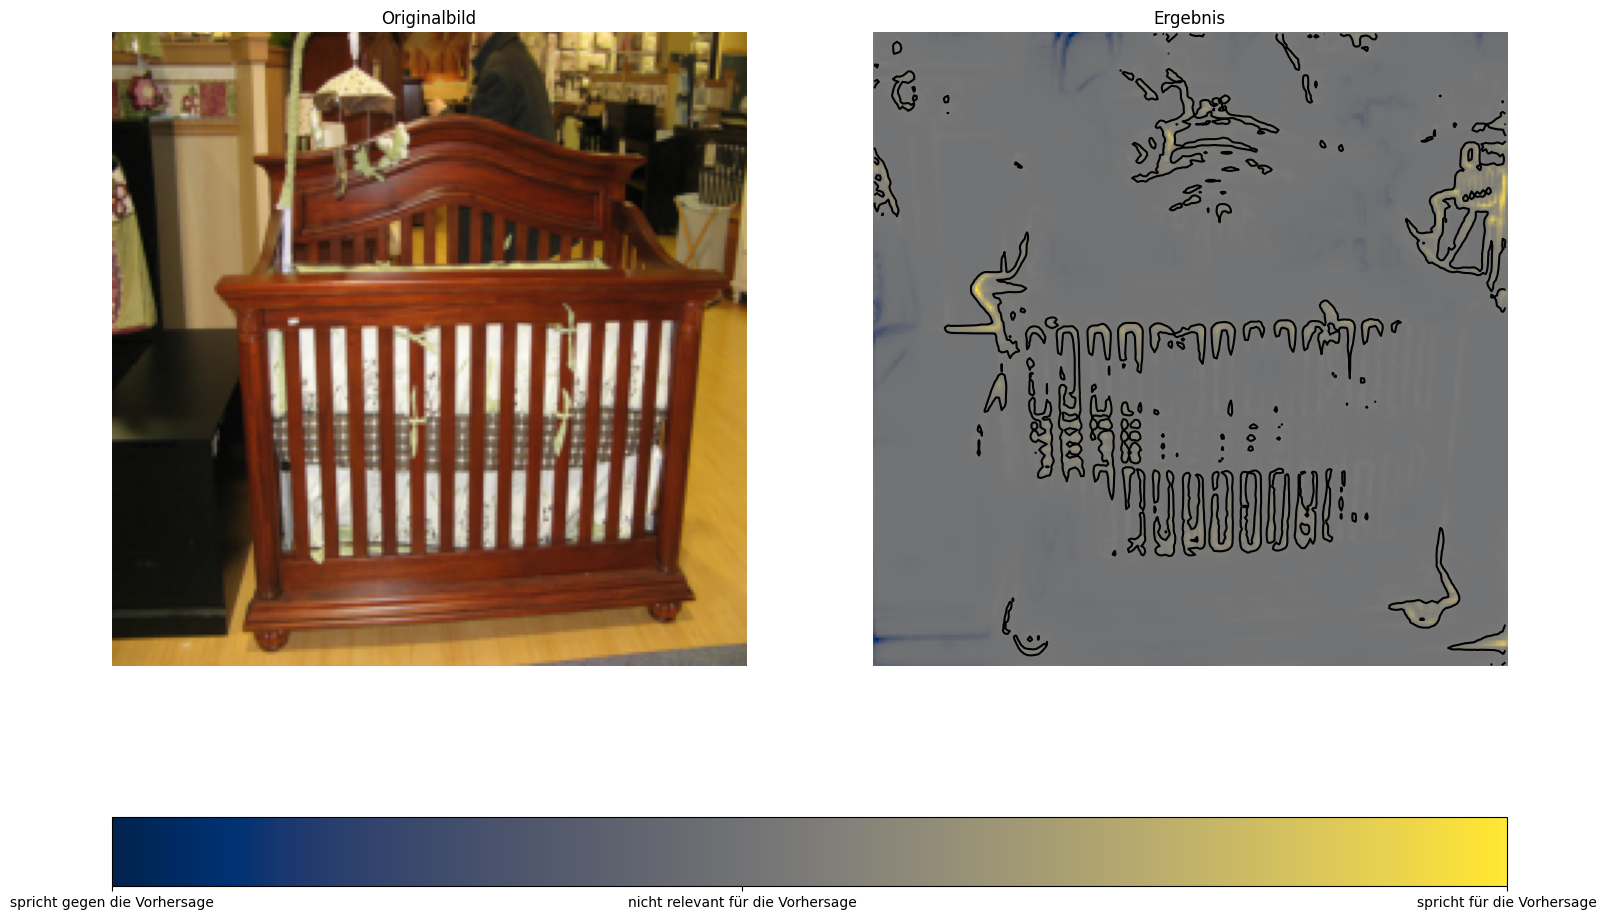 Originalbild
Ergebnis
spricht gegen die Vorhersage
nicht relevant für die Vorhersage
spricht für die Vorhersage